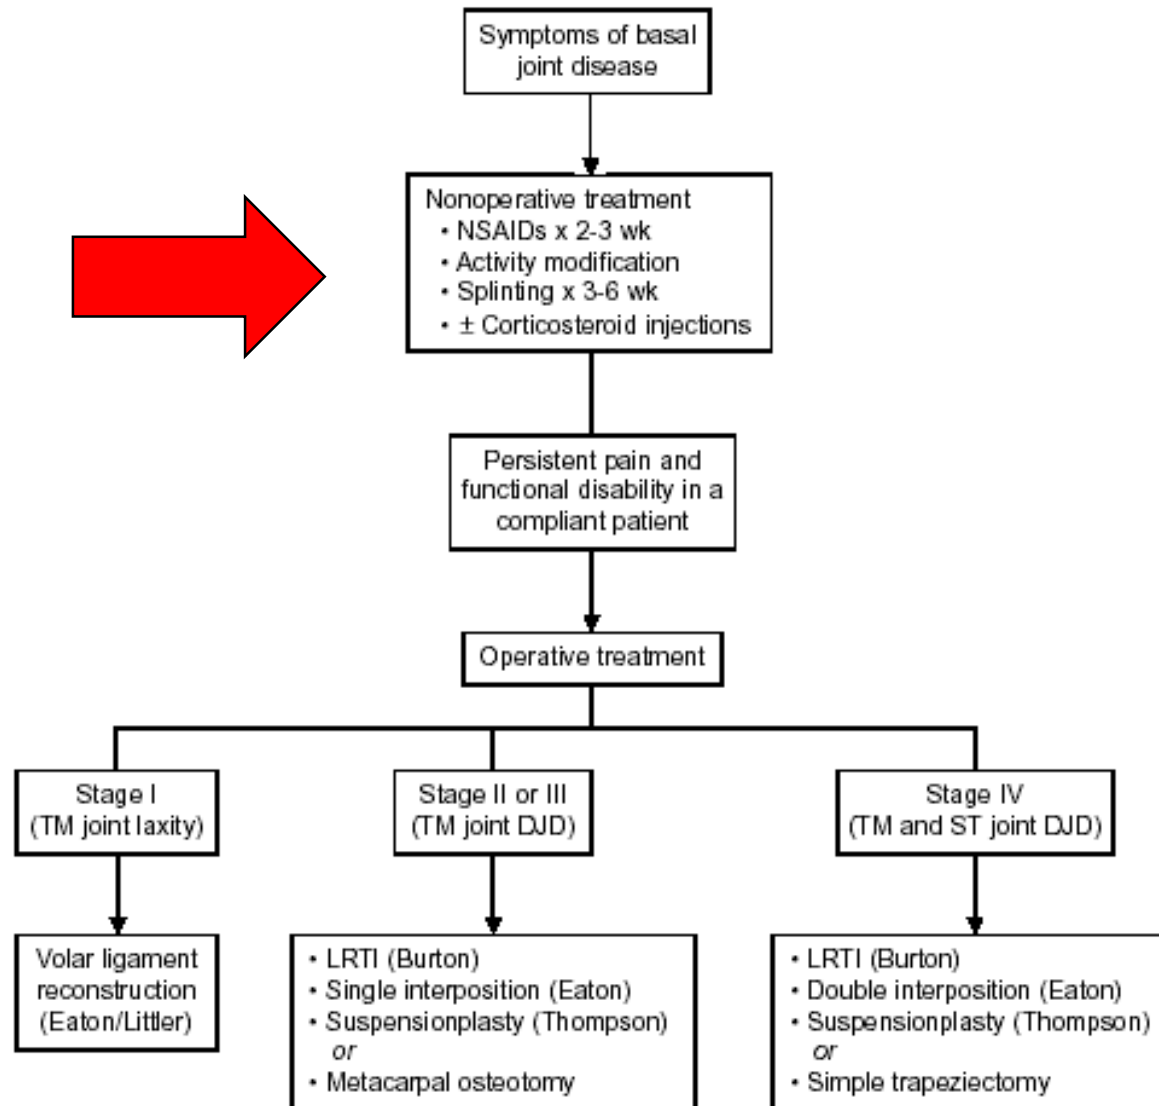 Symptoms of basal
joint disease
Nonoperative treatment
• NSAIDs x 2-3 wk
• Activity modification
• Splinting x 3-6 wk
• ± Corticosteroid injections
Persistent pain and
functional disability in a
compliant patient
Operative treatment
Stage I
(TM joint laxity)
Stage II or III
(TM joint DJD)
Stage IV
(TM and ST joint DJD)
Volar ligament
reconstruction
(Eaton/Littler)
• LRTI (Burton)
• Single interposition (Eaton)
• Suspensionplasty (Thompson)
or
• Metacarpal osteotomy
• LRTI (Burton)
• Double interposition (Eaton)
• Suspensionplasty (Thompson)
or
• Simple trapeziectomy